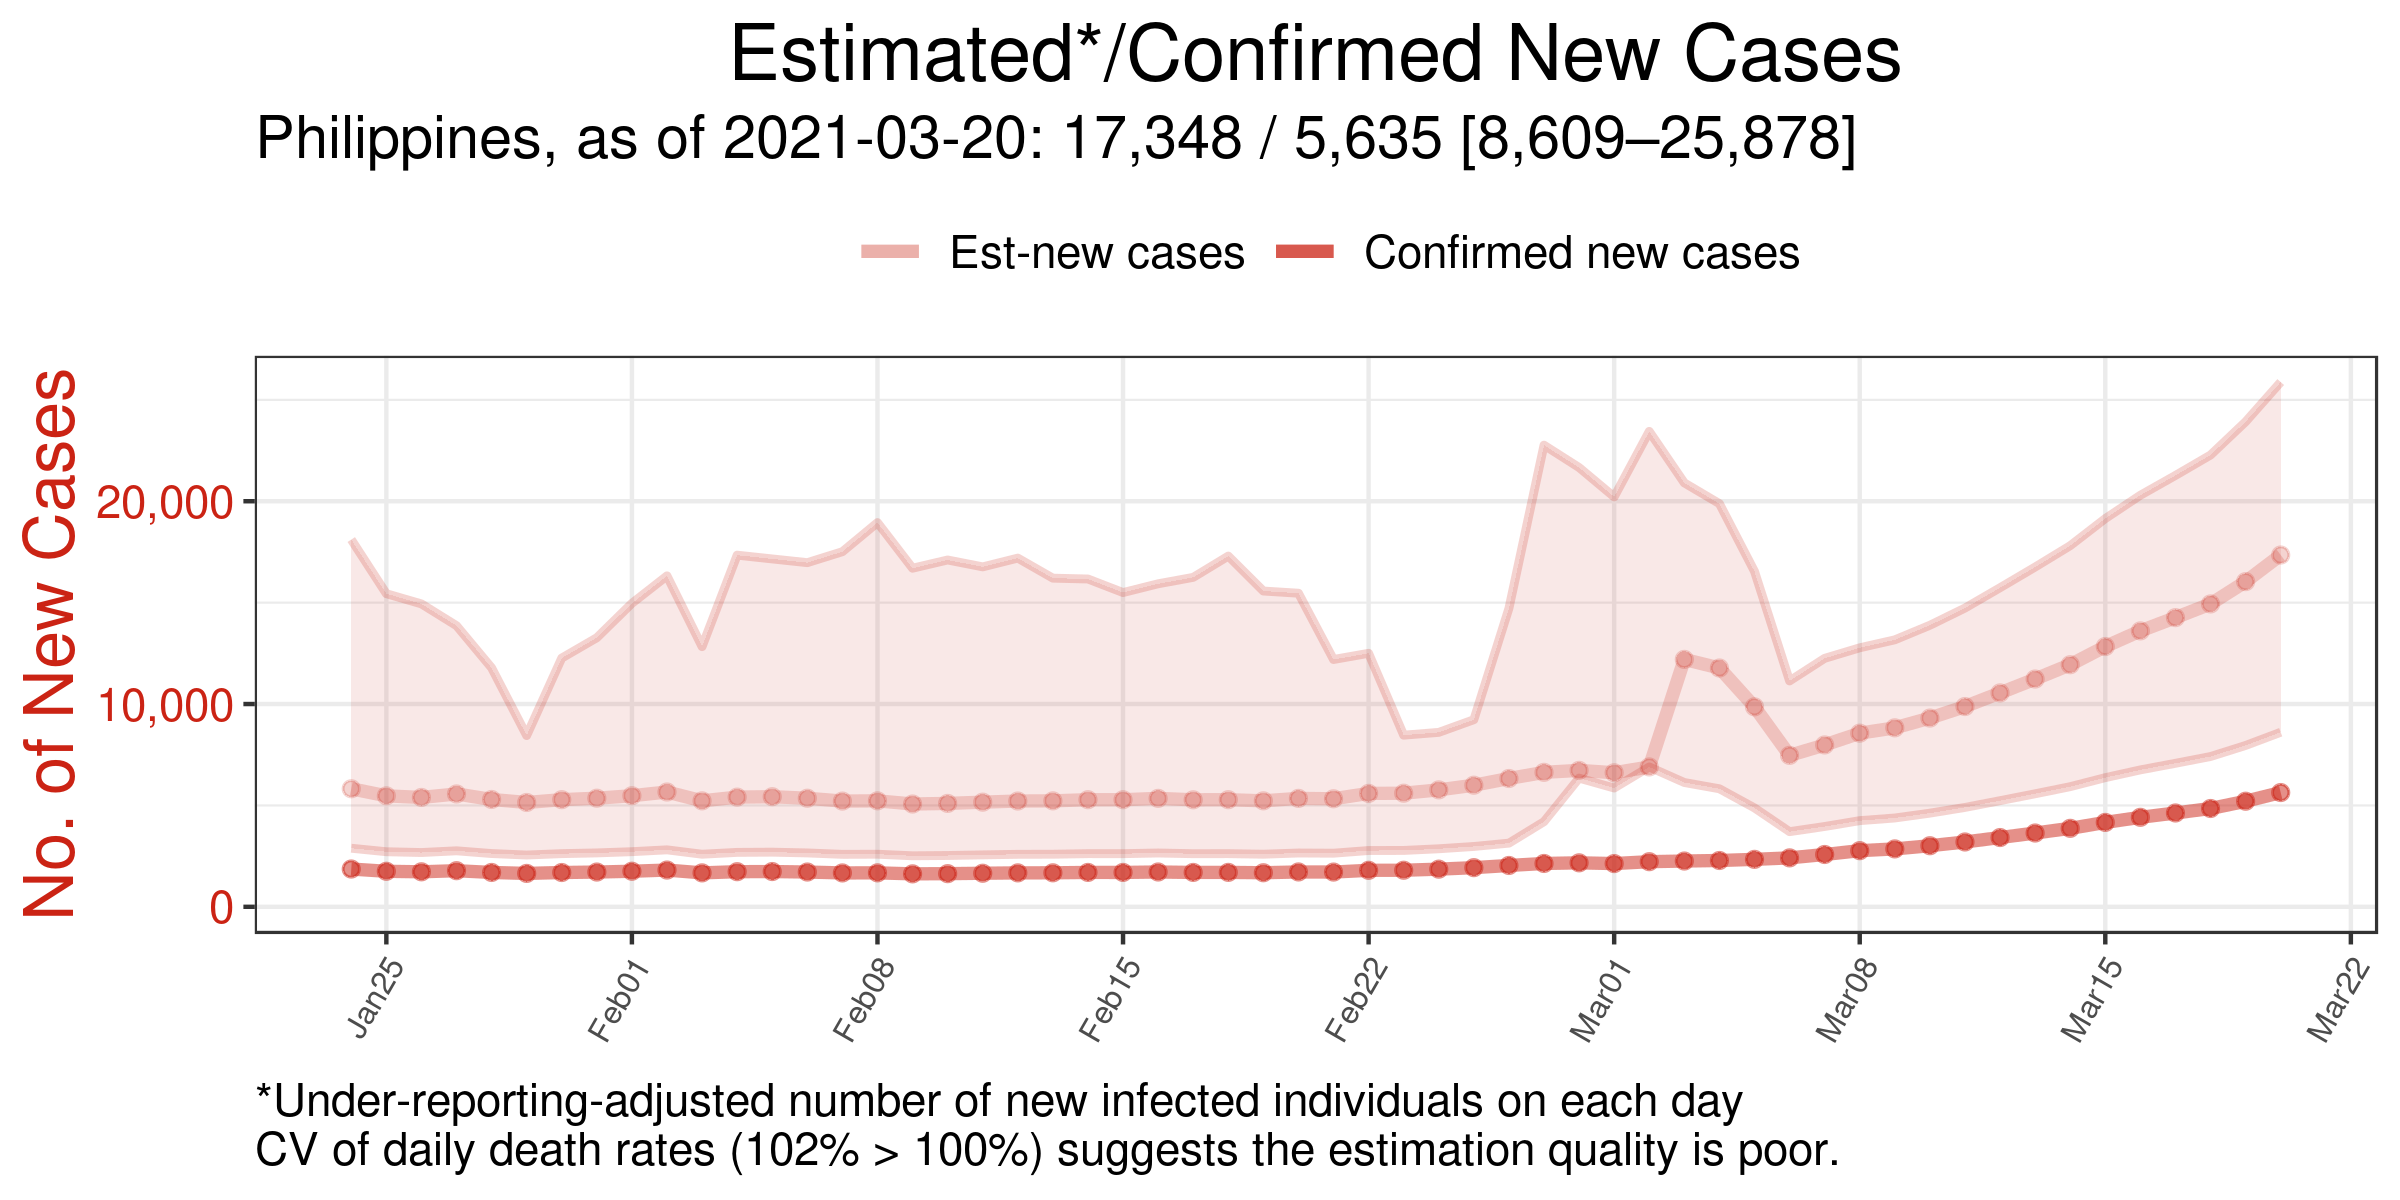 Estimated*/Confirmed New Cases
Philippines, as of 2021-03-20: 17,348 / 5,635 [8,609–25,878]
Est-new cases
Confirmed new cases
No. of New Cases
20,000
10,000
0
Jan25
Feb01
Feb08
Feb15
Feb22
Mar01
Mar08
Mar15
Mar22
*Under-reporting-adjusted number of new infected individuals on each day
CV of daily death rates (102% > 100%) suggests the estimation quality is poor.